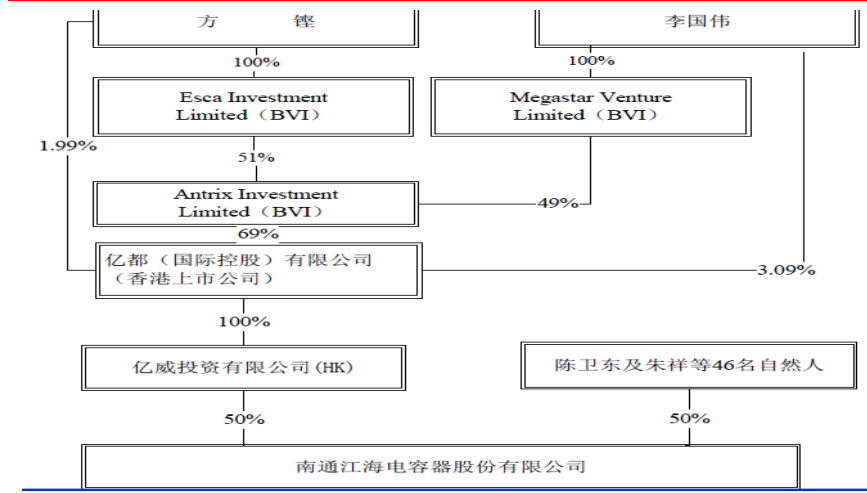 方 铿
李国伟
100%
100%
Esca Investment
Limited（BVI）
Megastar Venture
Limited（BVI）
1.99%
51%
Antrix Investment
Limited（BVI）
49%
69%
亿都（国际控股）有限公司
（香港上市公司）
3.09%
100%
亿威投资有限公司(HK)
陈卫东及朱祥等46名自然人
50%
50%
南通江海电容器股份有限公司